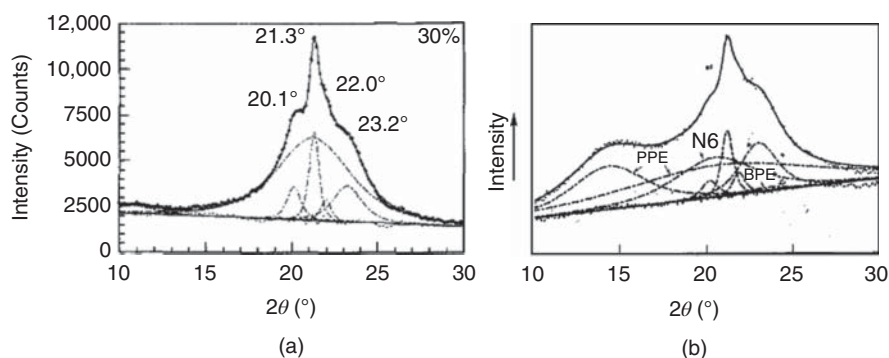 12,000
10,000
7500
5000
2500
0
Intensity (Counts)
21.3°
30%
20.1°
22.0°
23.2°
10 15 20 25 30
2θ (°)
(a)
Intensity
PPE
N6
BPE
10 15 20 25 30
2θ (°)
(b)